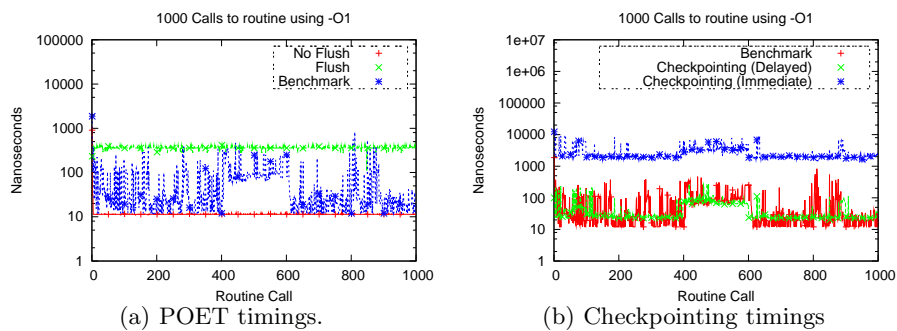 1000 Calls to routine using -O1
100000
10000
1000
100
10
1
Nanoseconds
No Flush
Flush
Benchmark
0
200
400
600
800
1000
Routine Call
(a) POET timings.
1000 Calls to routine using -O1
1e+07
1e+06
100000
10000
1000
100
10
1
Nanoseconds
Benchmark
Checkpointing (Delayed)
Checkpointing (Immediate)
0
200
400
600
800
1000
Routine Call
(b) Checkpointing timings